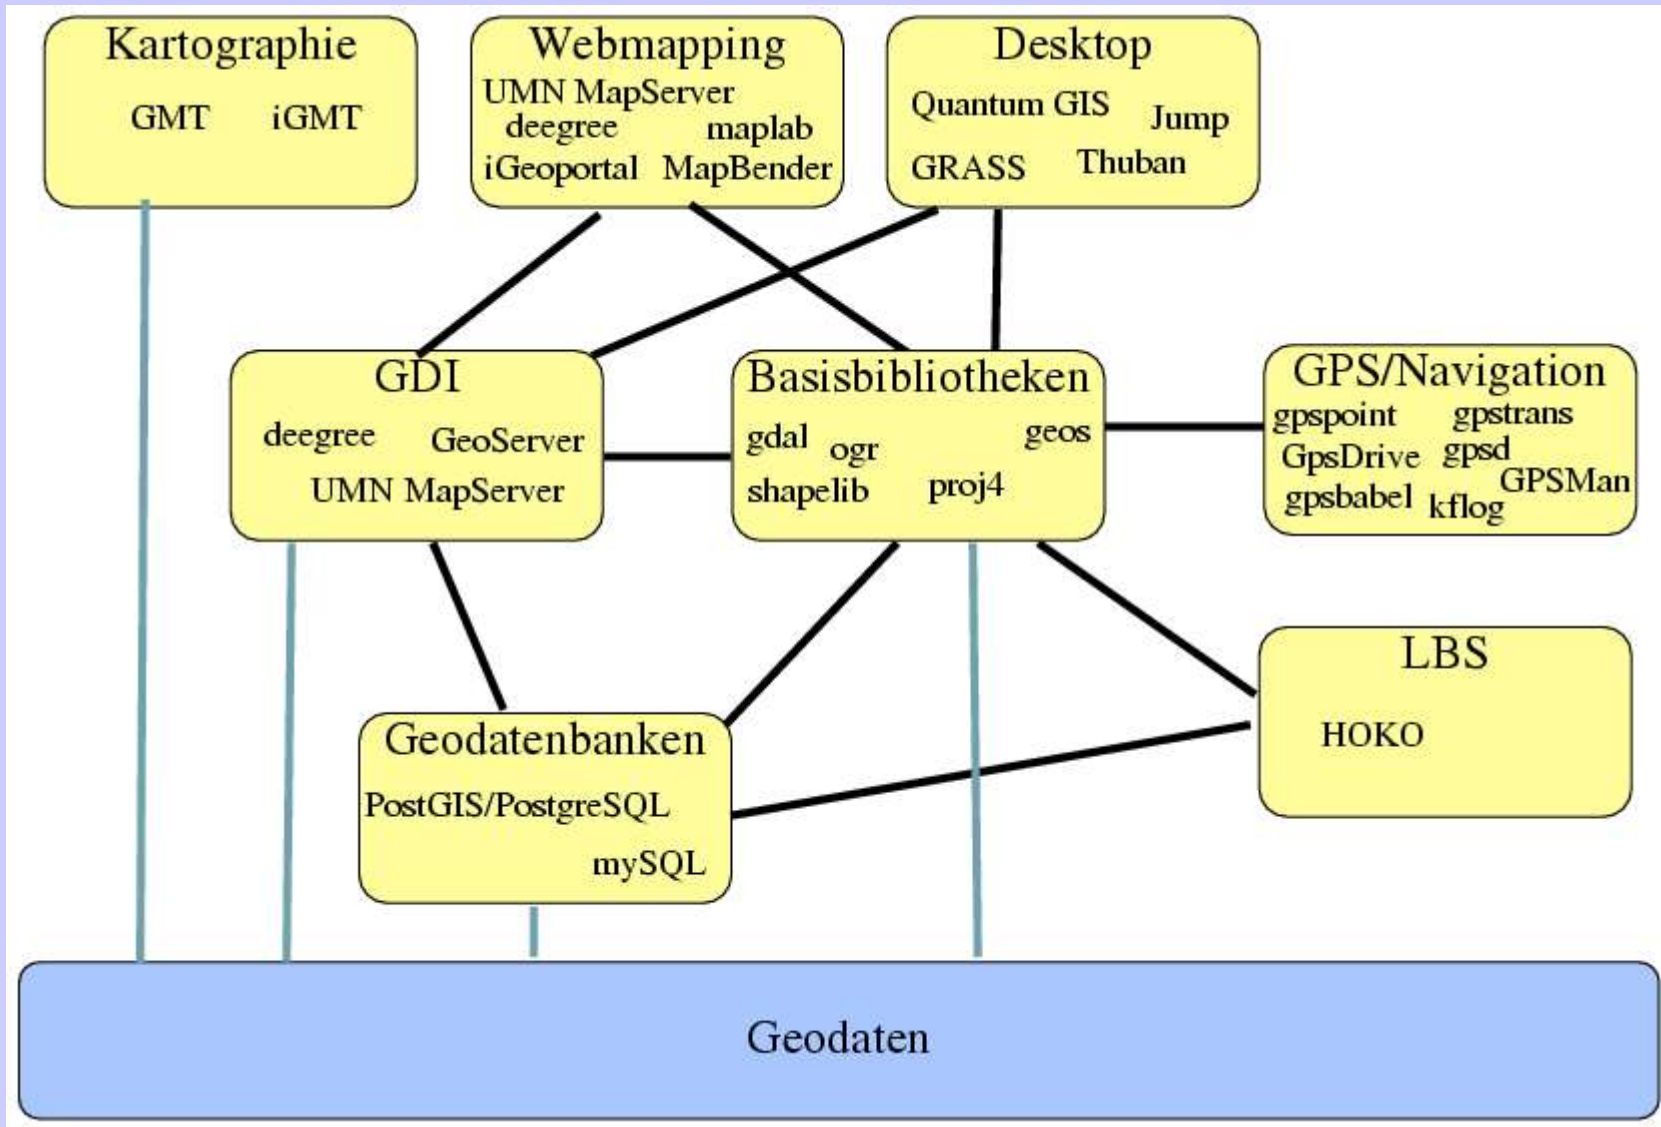 Kartographie
GMT iGMT
Webmapping
UMN MapServer
deegree maplab
iGeoportal MapBender
Desktop
Quantum GIS Jump
GRASS Thuban
GDI
deegree GeoServer
UMN MapServer
Basisbibliotheken
gdal ogr geos
shapelib proj4
GPS/Navigation
gpspoint gpstrans
GpsDrive gpsd
gpsbabel kflog GPSMan
Geodatenbanken
PostGIS/PostgreSQL
mySQL
LBS
HOKO
Geodaten